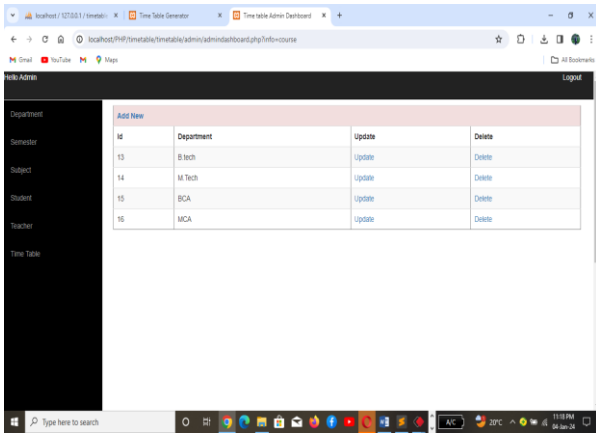 localhost / 127.0.0.1 / timetabl
Time Table Generator
Time table Admin Dashboard
localhost/PHP/timetable/timetable/admin/admindashboard.php?info=course
Gmail YouTube Maps All Bookmarks
Hello Admin Logout
Department
Semester
Subject
Student
Teacher
Time Table
Add New
Id Department Update Delete
13 B.tech Update Delete
14 M.Tech Update Delete
15 BCA Update Delete
16 MCA Update Delete
Type here to search
A/C
20°C
11:13 PM
04-Jan-24